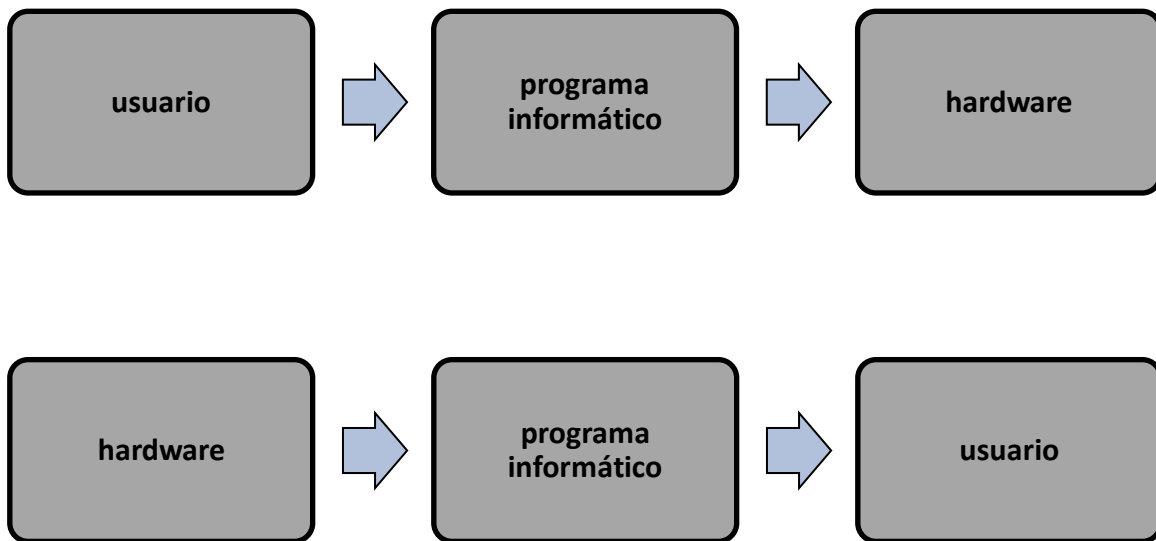 usuario
programa
informático
hardware
hardware
programa
informático
usuario